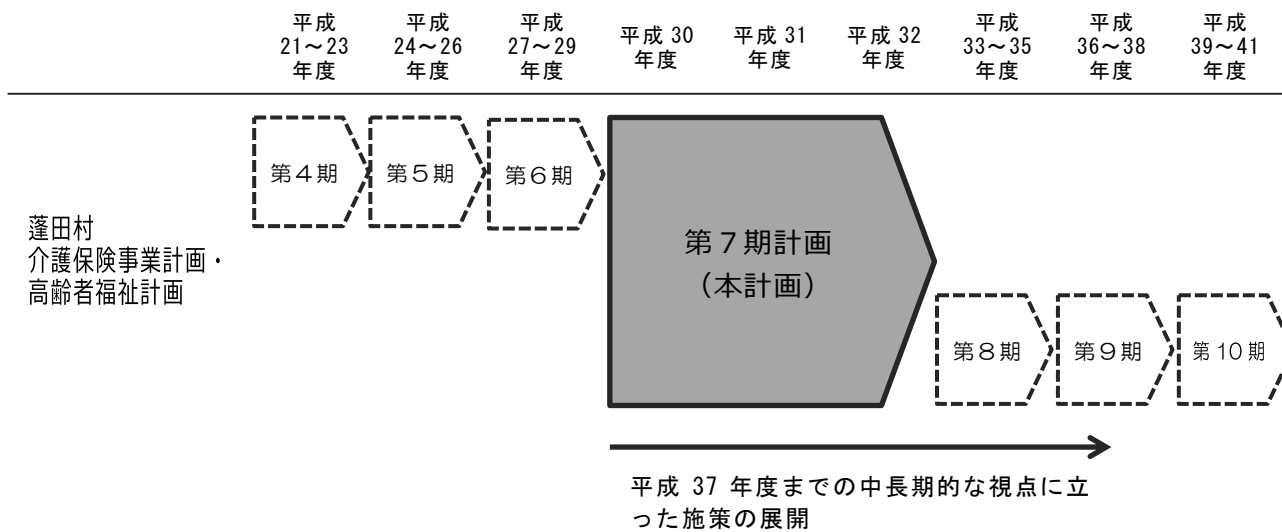 平成
21～23
年度
平成
24～26
年度
平成
27～29
年度
平成 30
年度
平成 31
年度
平成 32
年度
平成
33～35
年度
平成
36～38
年度
平成
39～41
年度
蓬田村
介護保険事業計画・
高齢者福祉計画
第４期
第５期
第６期
第７期計画
（本計画）
第８期
第９期
第 10 期
平成 37 年度までの中長期的な視点に立
った施策の展開